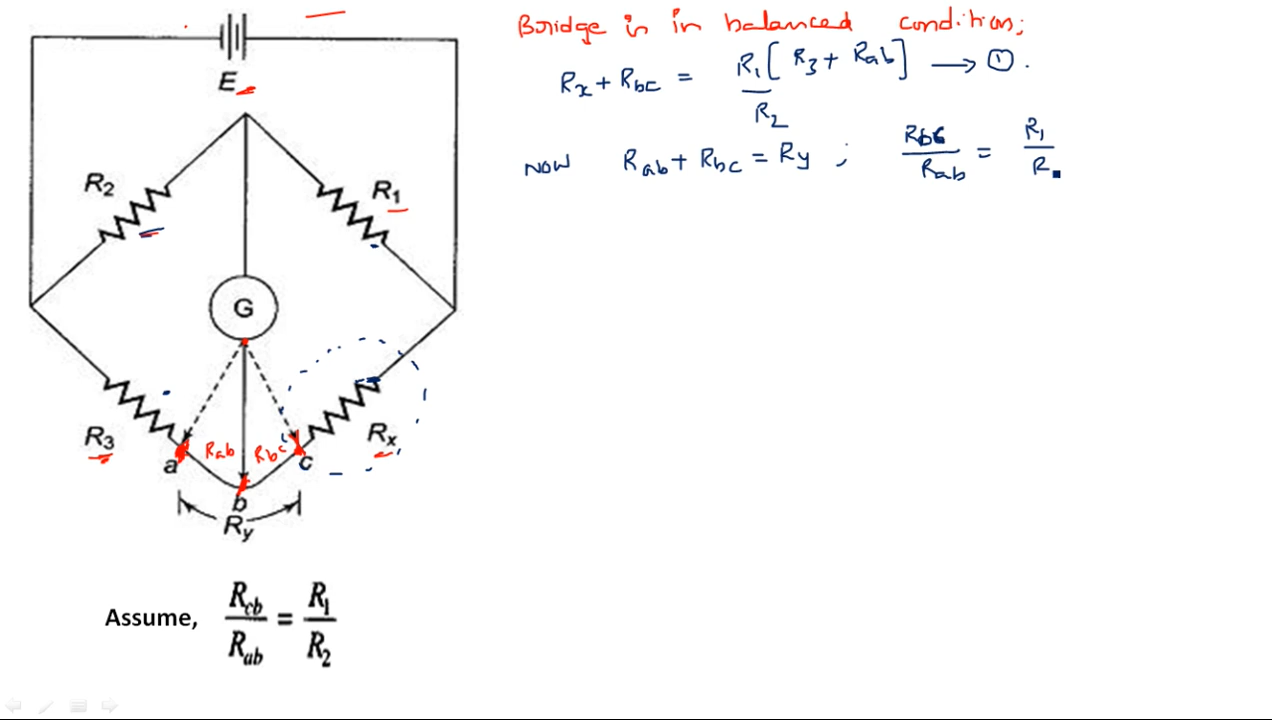 Bridge is in balanced condition;
Rx + Rbc = R1/R2 [R3 + Rab] → ①.
Now Rab + Rbc = Ry ; Rbc/Rab = R1/R
E
R2
R1
G
R3
Rx
Rab
Rbc
a
c
b
Ry
Assume, Rcb/Rab = R1/R2